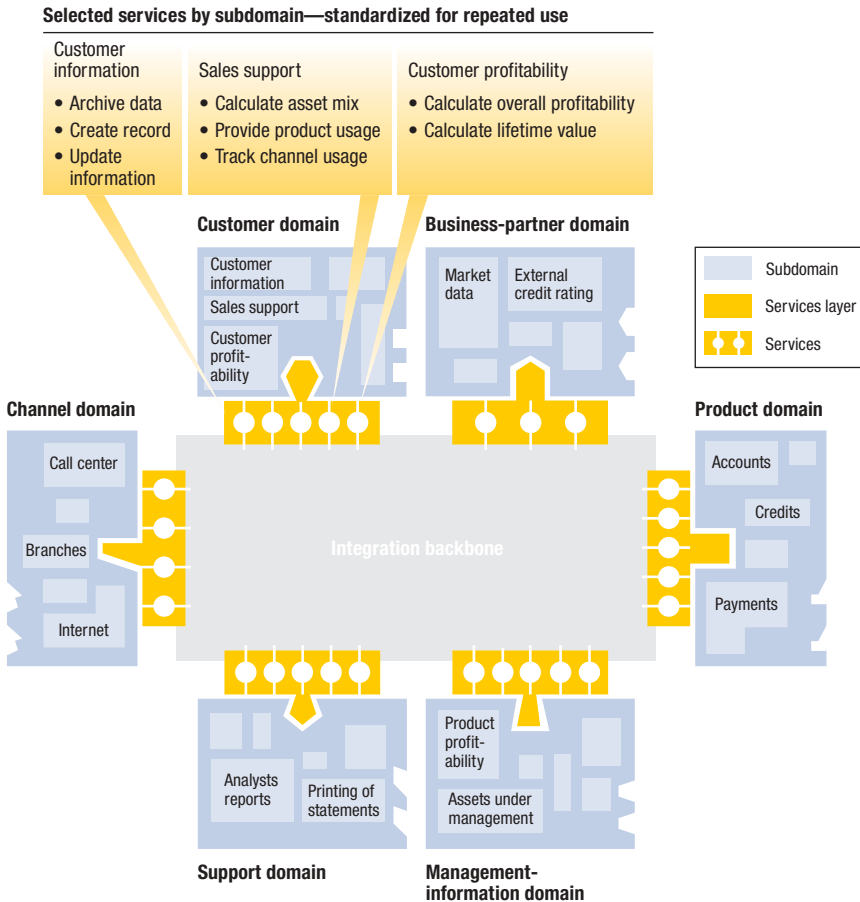 Selected services by subdomain—standardized for repeated use
Customer
information
• Archive data
• Create record
• Update
information
Sales support
• Calculate asset mix
• Provide product usage
• Track channel usage
Customer profitability
• Calculate overall profitability
• Calculate lifetime value
Customer domain
Customer
information
Sales support
Customer
profit-
ability
Business-partner domain
Market
data
External
credit rating
Subdomain
Services layer
Services
Channel domain
Call center
Branches
Internet
Integration backbone
Product domain
Accounts
Credits
Payments
Analysts
reports
Printing of
statements
Support domain
Product
profit-
ability
Assets under
management
Management-
information domain